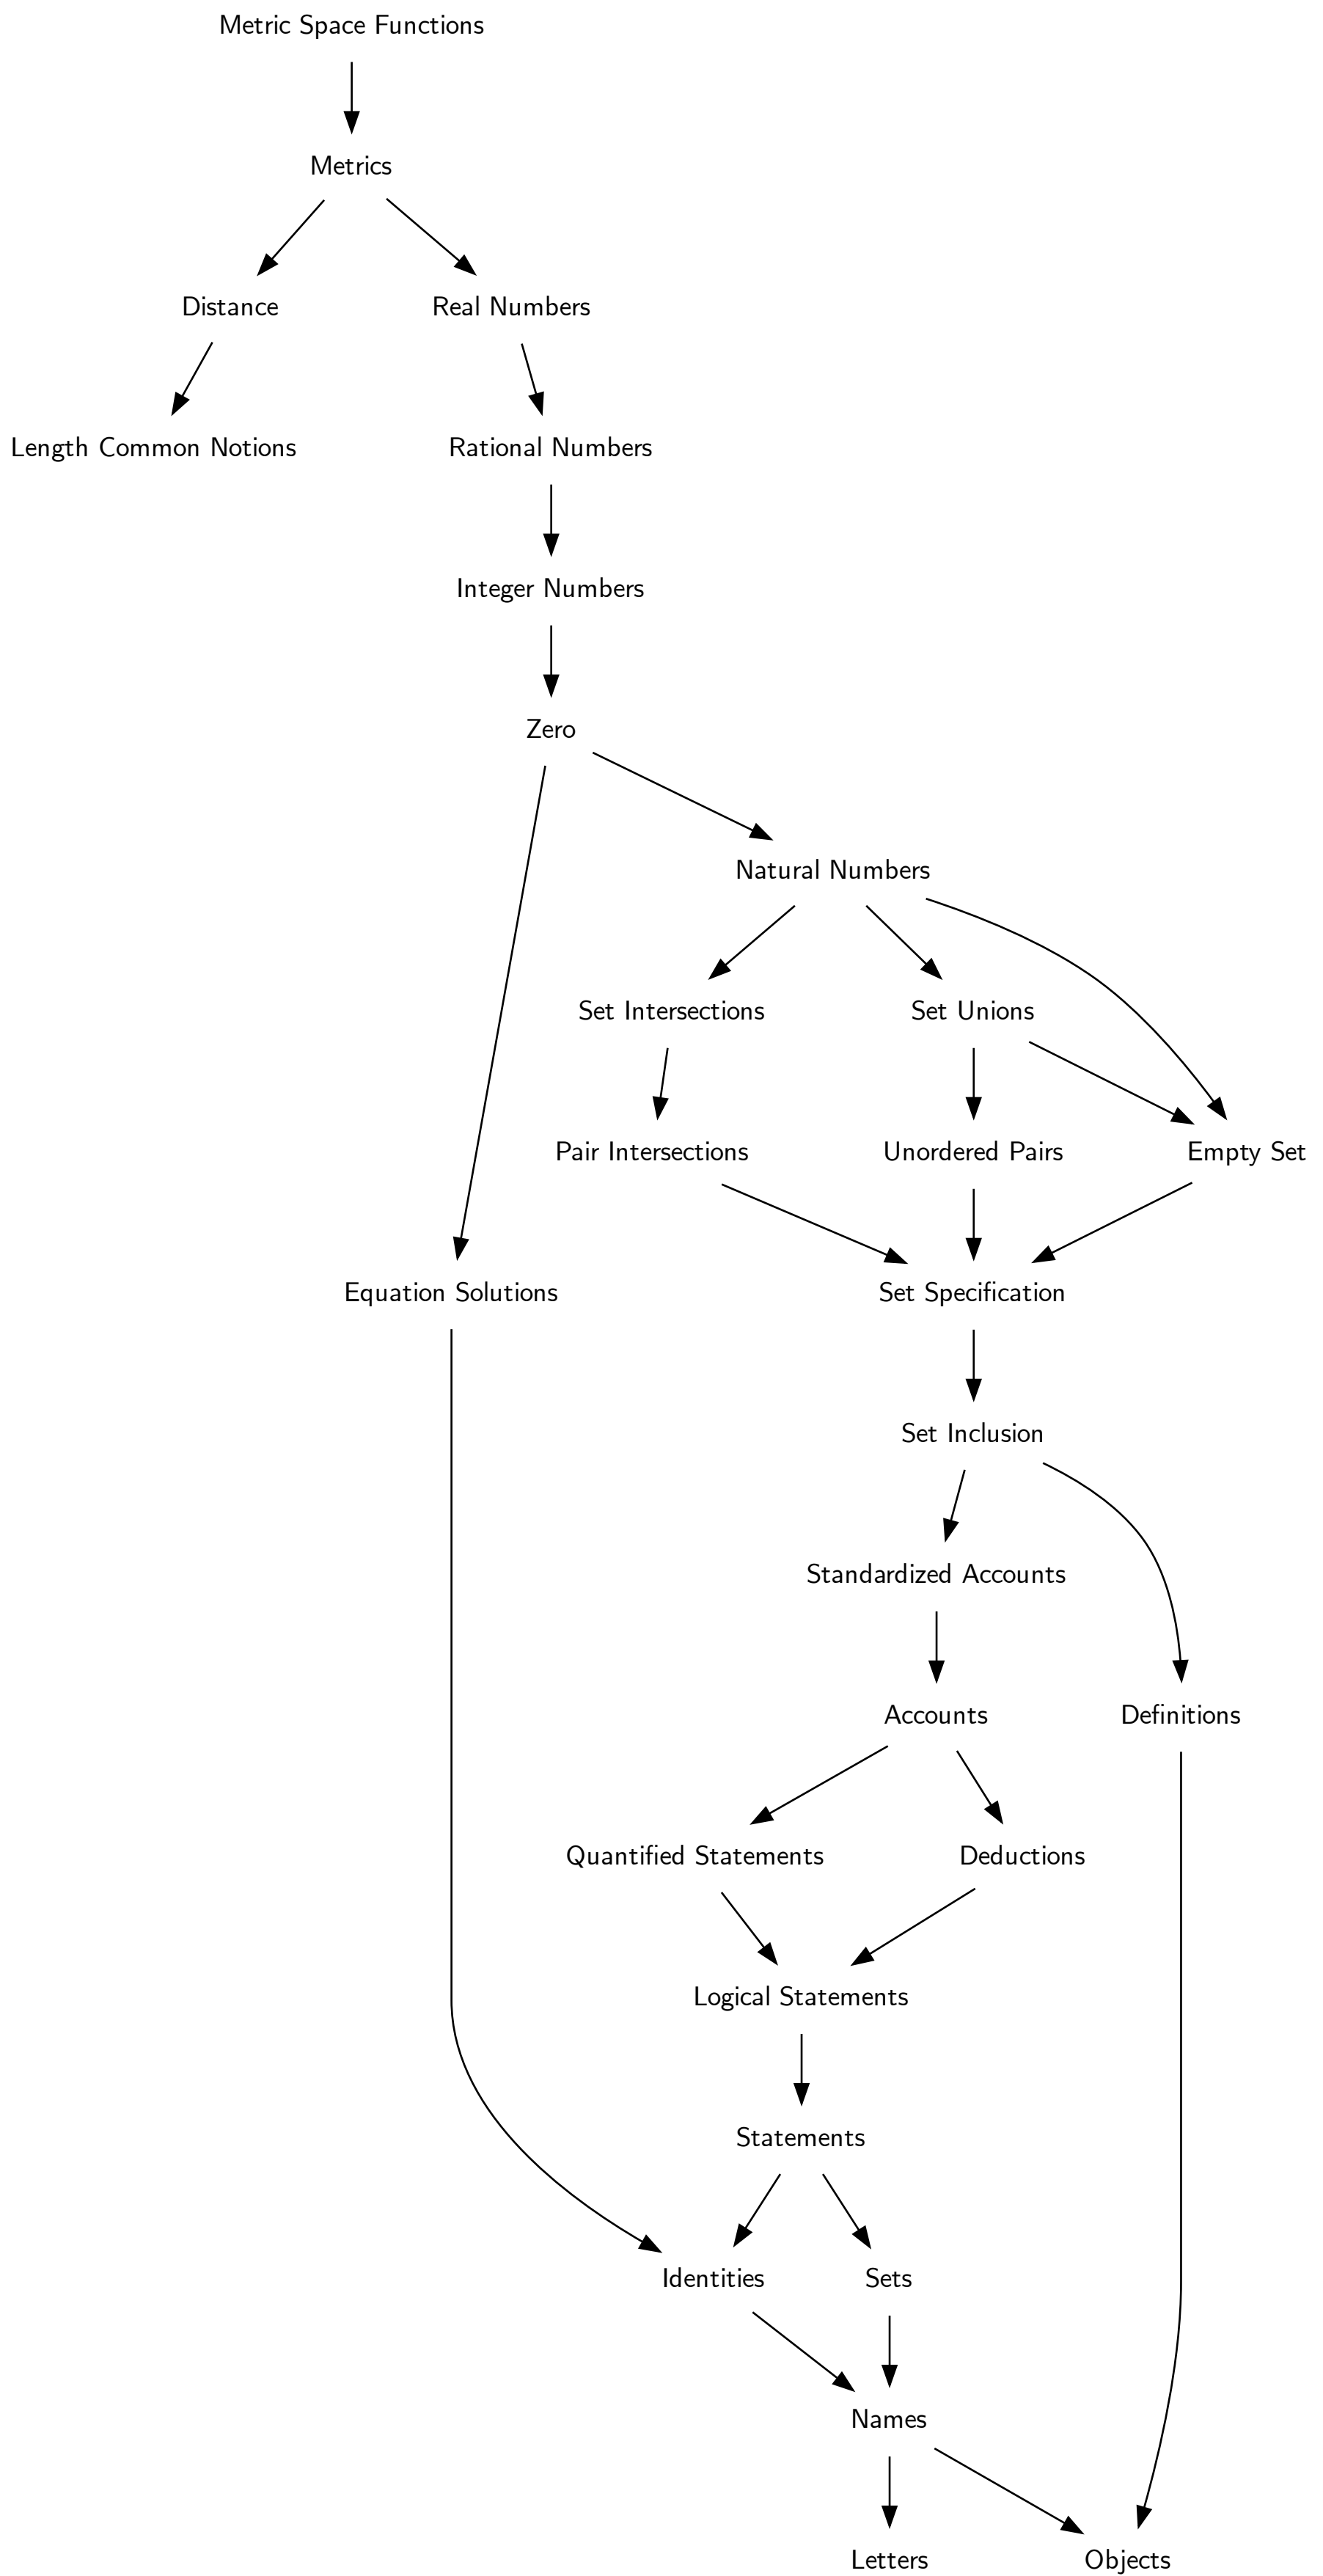 Metric Space Functions
Metrics
Distance
Real Numbers
Length Common Notions
Rational Numbers
Integer Numbers
Zero
Natural Numbers
Set Intersections
Set Unions
Pair Intersections
Unordered Pairs
Empty Set
Equation Solutions
Set Specification
Set Inclusion
Standardized Accounts
Accounts
Definitions
Quantified Statements
Deductions
Logical Statements
Statements
Identities
Sets
Names
Letters
Objects